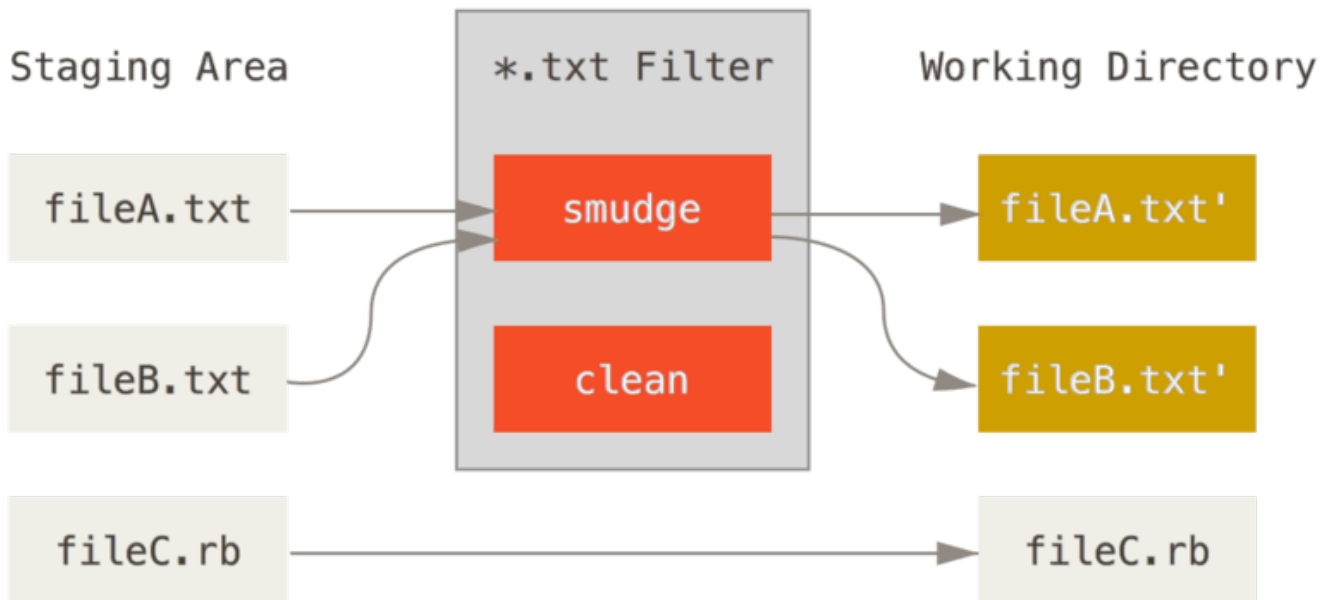 Staging Area
*.txt Filter
Working Directory
fileA.txt
smudge
fileA.txt'
fileB.txt
clean
fileB.txt'
fileC.rb
fileC.rb